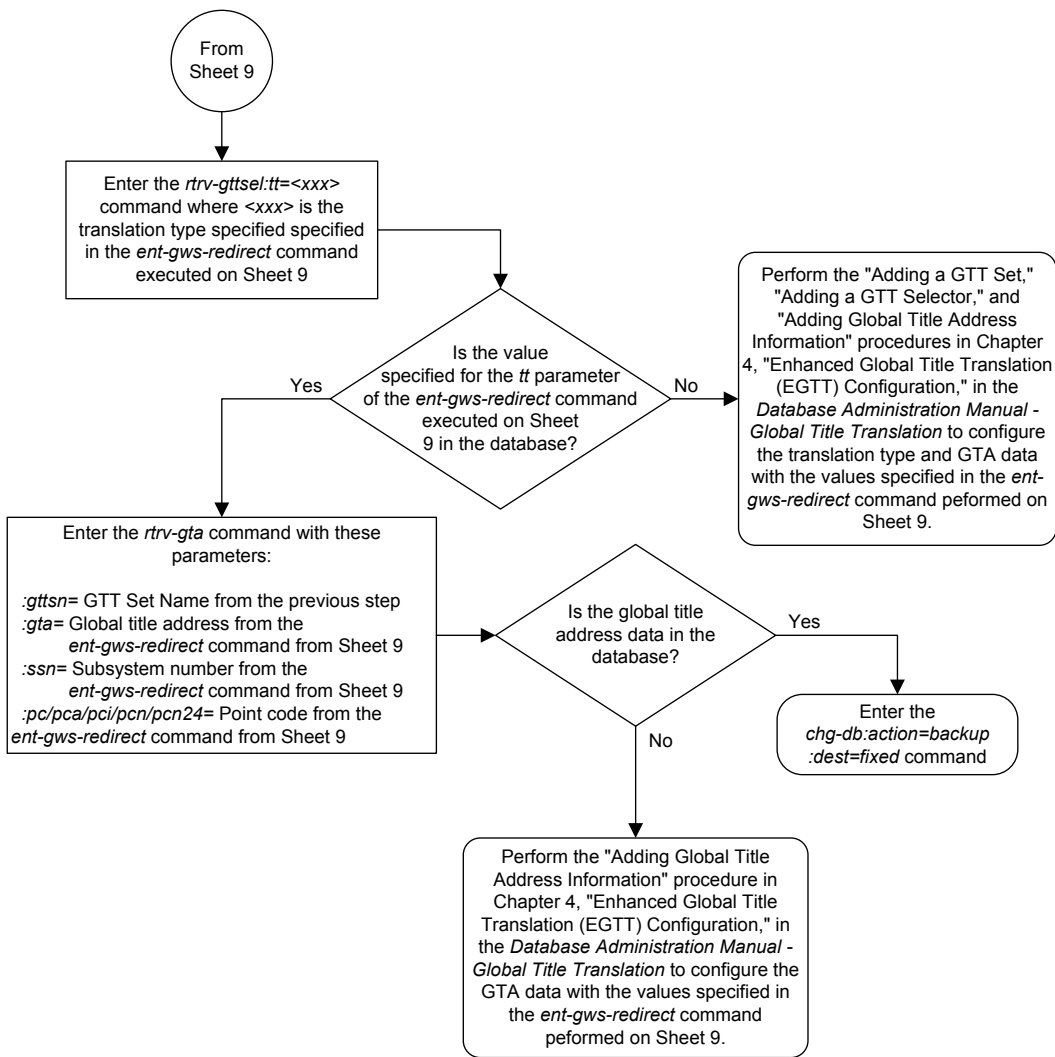 From
Sheet 9
Enter the rtrv-gttsel:tt=<xxx>
command where <xxx> is the
translation type specified specified
in the ent-gws-redirect command
executed on Sheet 9
Is the value
specified for the tt parameter
of the ent-gws-redirect command
executed on Sheet
9 in the database?
Yes
No
Perform the "Adding a GTT Set,"
"Adding a GTT Selector," and
"Adding Global Title Address
Information" procedures in Chapter
4, "Enhanced Global Title Translation
(EGTT) Configuration," in the
Database Administration Manual -
Global Title Translation to configure
the translation type and GTA data
with the values specified in the ent-
gws-redirect command peformed on
Sheet 9.
Enter the rtrv-gta command with these
parameters:
:gttsn= GTT Set Name from the previous step
:gta= Global title address from the
ent-gws-redirect command from Sheet 9
:ssn= Subsystem number from the
ent-gws-redirect command from Sheet 9
:pc/pca/pci/pcn/pcn24= Point code from the
ent-gws-redirect command from Sheet 9
Is the global title
address data in the
database?
Yes
No
Enter the
chg-db:action=backup
:dest=fixed command
Perform the "Adding Global Title
Address Information" procedure in
Chapter 4, "Enhanced Global Title
Translation (EGTT) Configuration," in
the Database Administration Manual -
Global Title Translation to configure the
GTA data with the values specified in
the ent-gws-redirect command
peformed on Sheet 9.